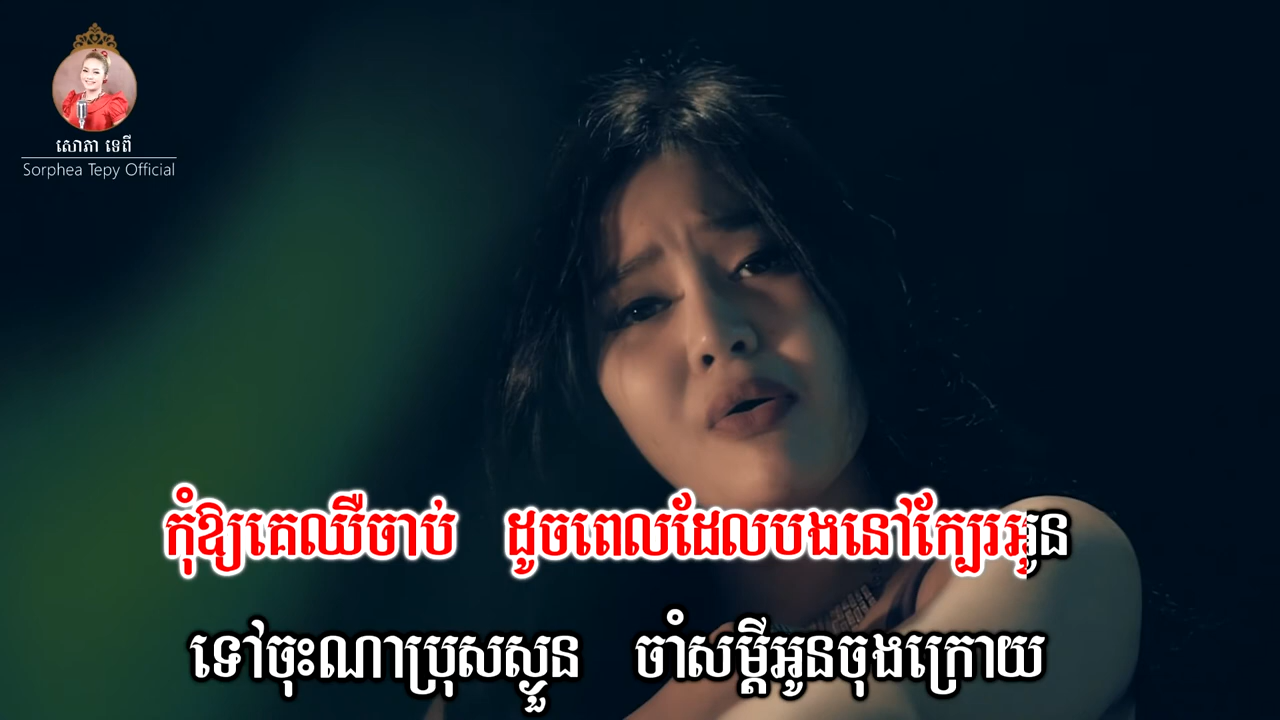 សោភា ទេពី
Sorphea Tepy Official
កុំឱ្យគេឈឺចាប់ ដូចពេលដែលបងនៅក្បែរអូន
ទៅចុះណាប្រុសស្ងួន ចាំសម្ដីអូនចុងក្រោយ